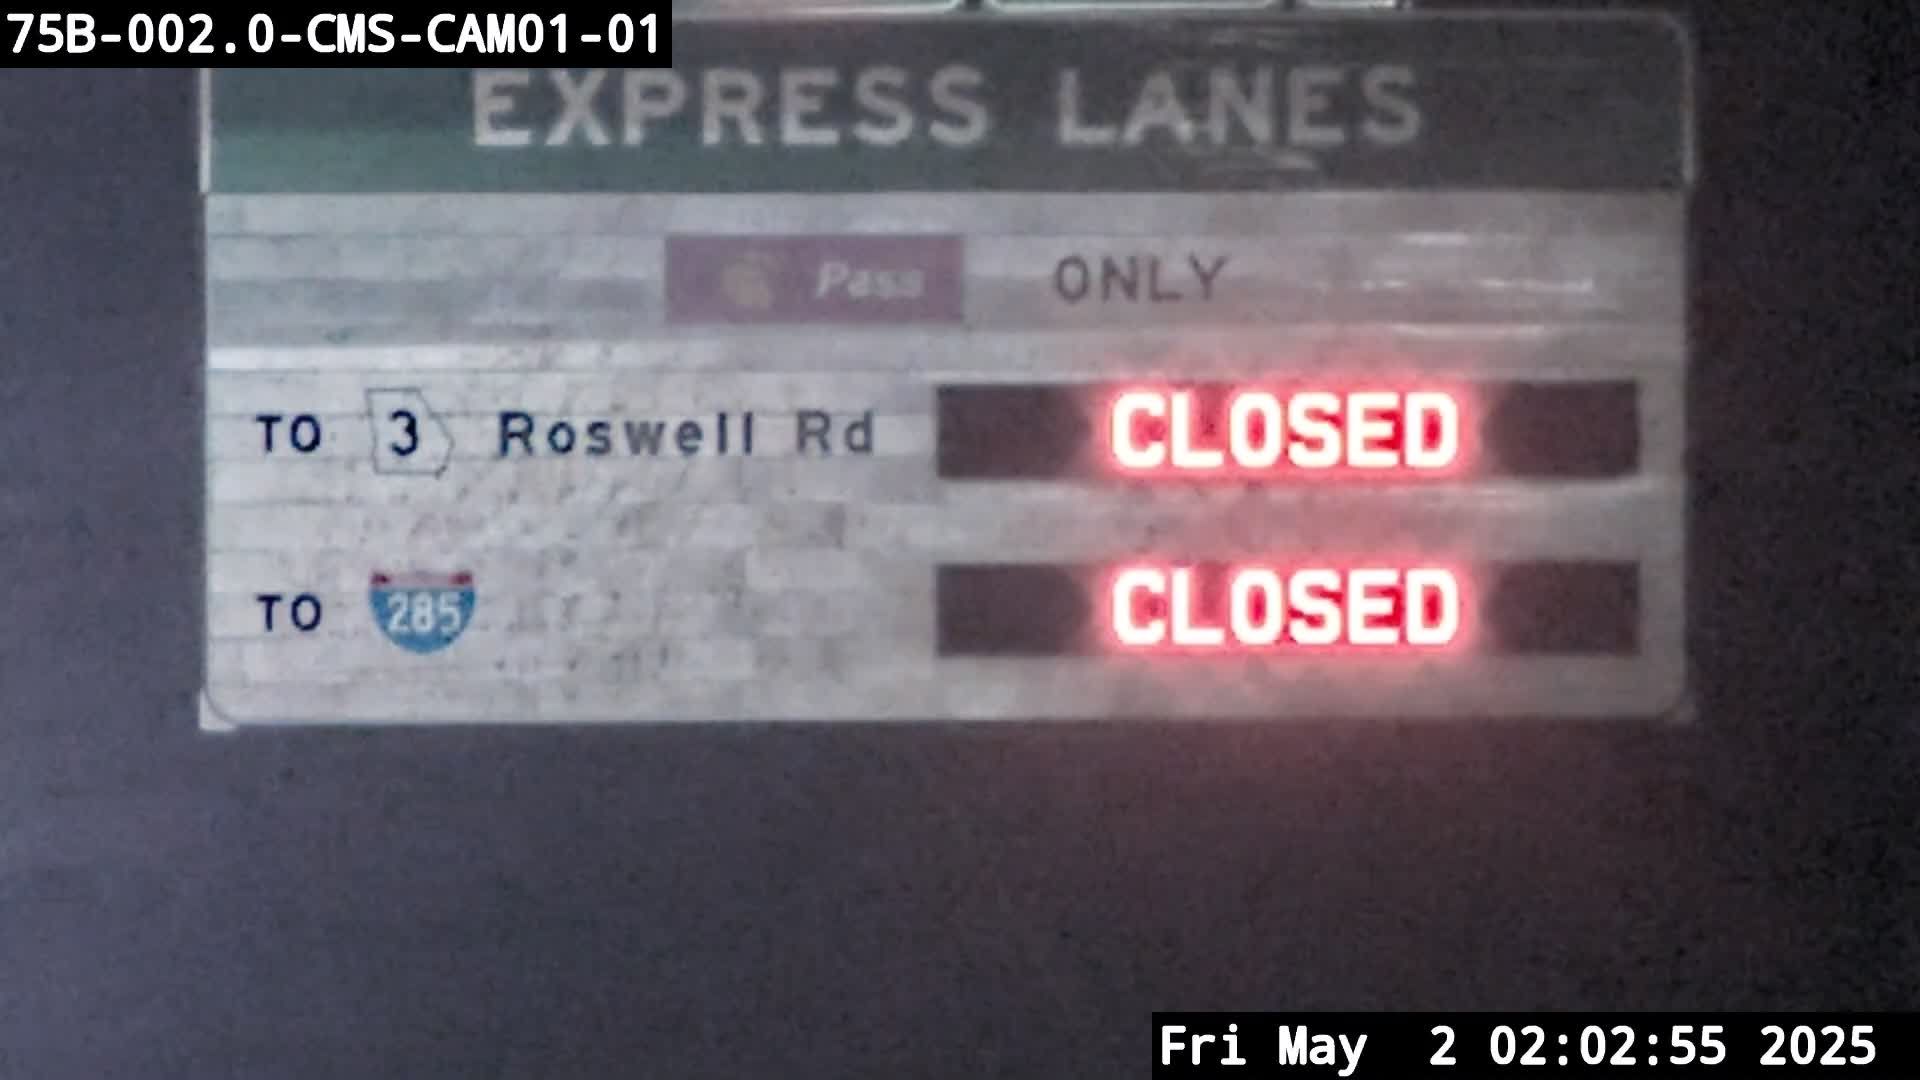 75B-002.0-CMS-CAM01-01
EXPRESS LANES
Pass ONLY
TO 3 Roswell Rd CLOSED
TO 285 CLOSED
Fri May 2 02:02:55 2025